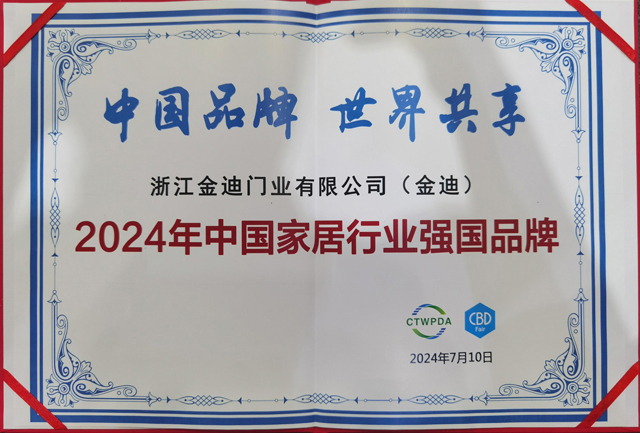 中国品牌 世界共享
浙江金迪门业有限公司（金迪）
2024年中国家居行业强国品牌
CTWPDA
CBD
Fair
2024年7月10日